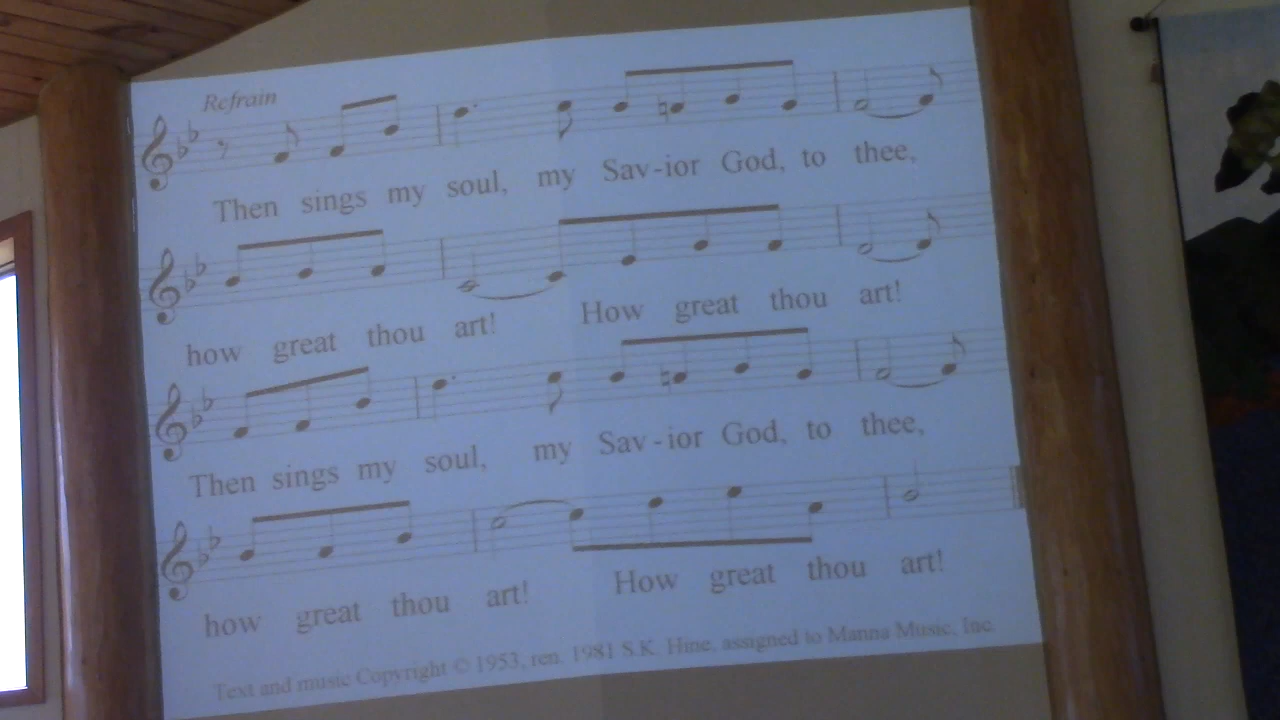 Refrain
Then sings my soul, my Sav-ior God, to thee,
how great thou art! How great thou art!
Then sings my soul, my Sav-ior God, to thee,
how great thou art! How great thou art!
Text and music Copyright © 1953, ren. 1981 S.K. Hine, assigned to Manna Music, Inc.